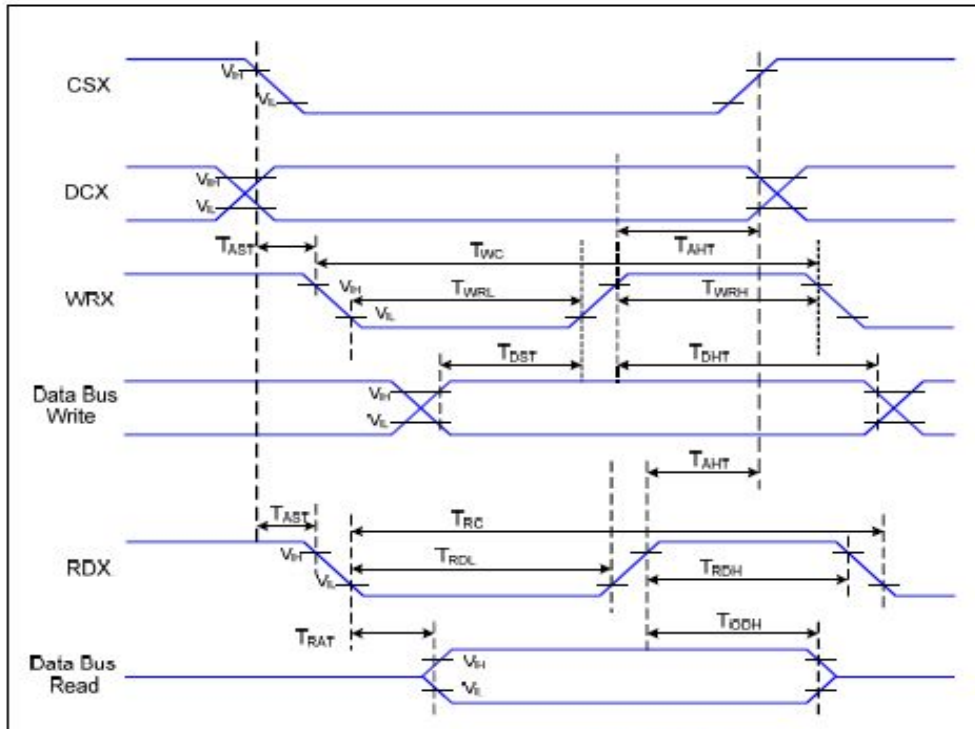 CSX
VIH
VIL
DCX
VIH
VIL
TAST
TWC
TAHT
WRX
VIH
VIL
TWRL
TWRH
TDST
TDHT
Data Bus
Write
VIH
VIL
TAHT
TAST
TRC
RDX
VIH
VIL
TRDL
TRDH
TRAT
TODH
Data Bus
Read
VIH
VIL